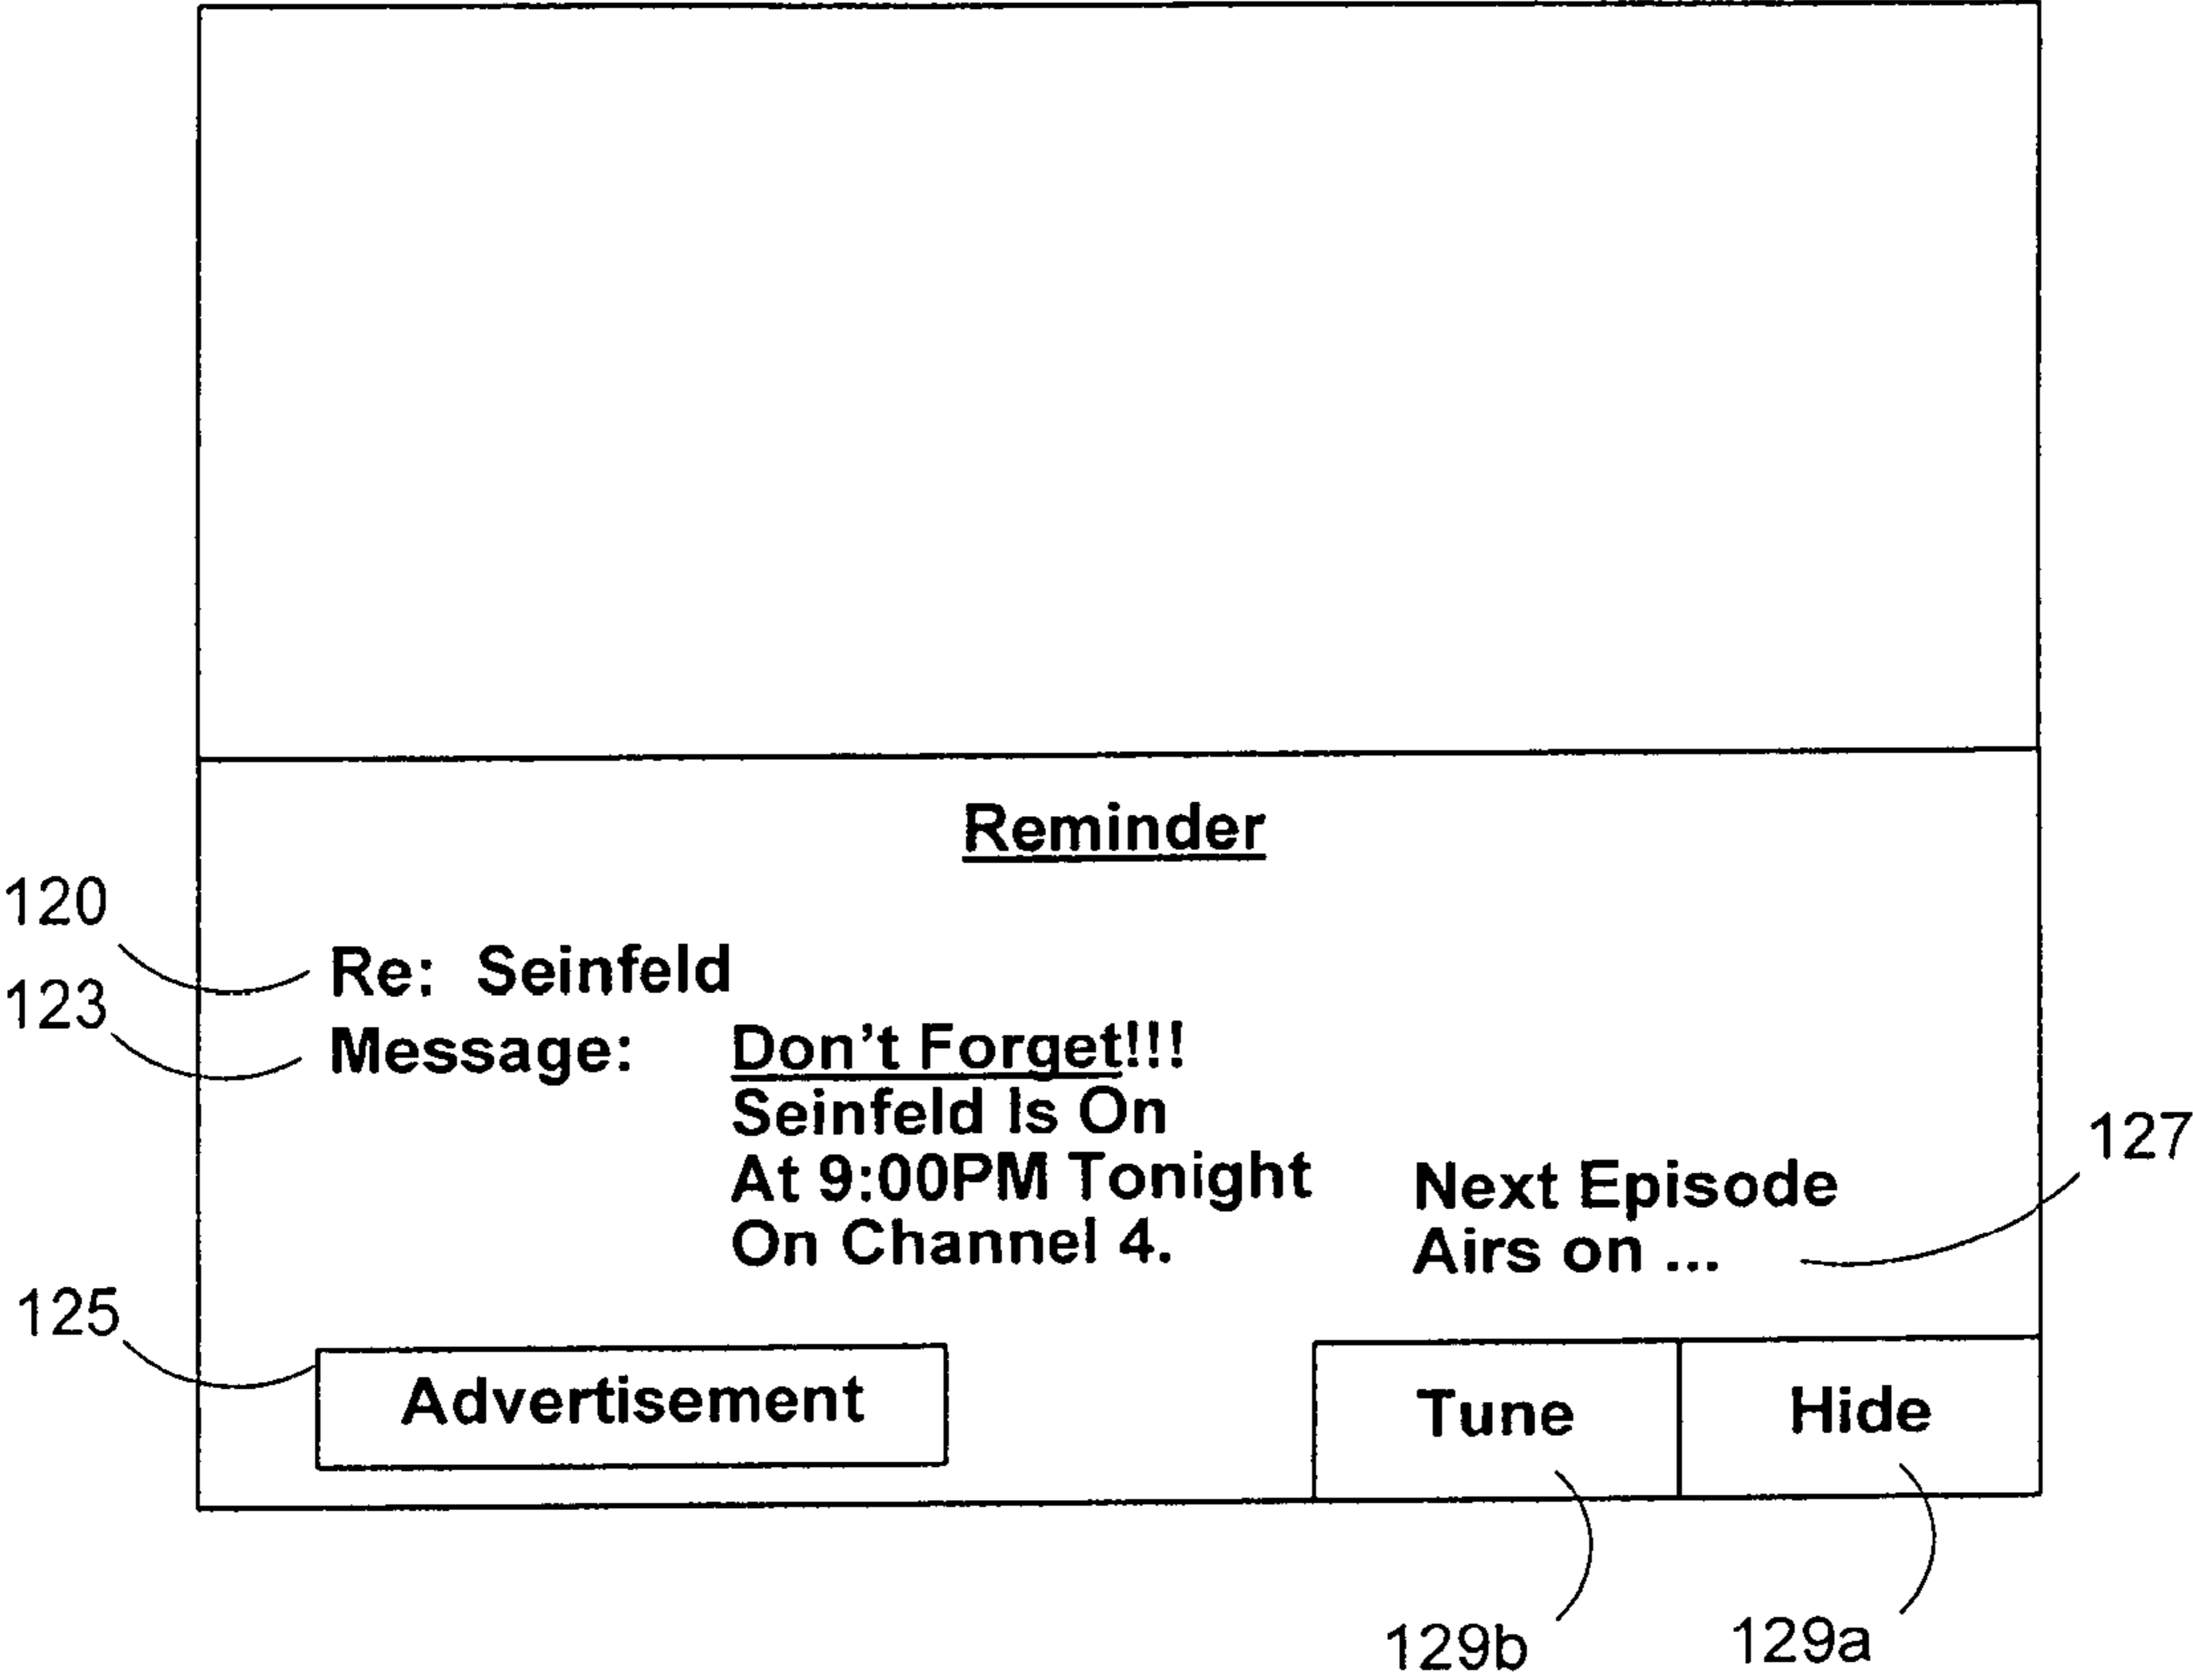 Reminder
120
Re: Seinfeld
123
Message: Don't Forget!!!
Seinfeld Is On
At 9:00PM Tonight
On Channel 4.
127
Next Episode
Airs on ...
125
Advertisement
Tune
Hide
129b
129a